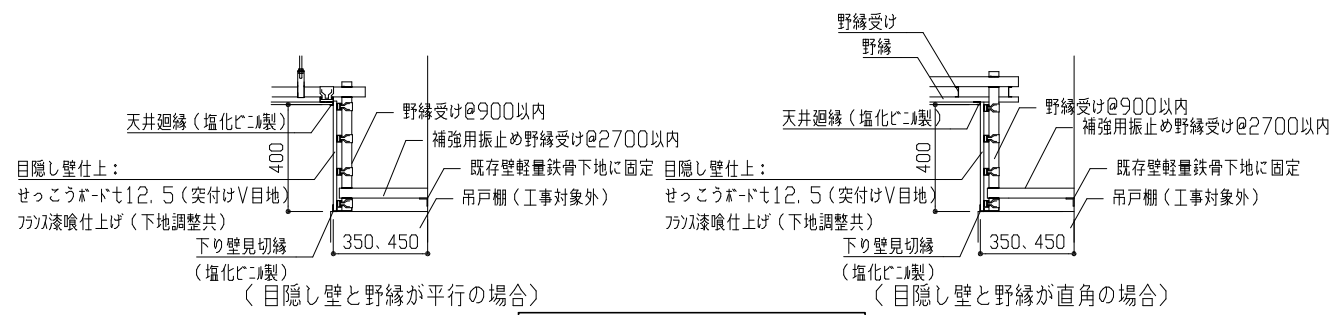 天井廻縁（塩化ビニル製）
400
野縁受け@900以内
補強用振止め野縁受け@2700以内
目隠し壁仕上：
せっこうボードt12.5（突付けV目地）
フランス漆喰仕上げ（下地調整共）
既存壁軽量鉄骨下地に固定
吊戸棚（工事対象外）
下り壁見切縁
（塩化ビニル製）
350、450
（目隠し壁と野縁が平行の場合）
野縁受け
野縁
天井廻縁（塩化ビニル製）
400
野縁受け@900以内
補強用振止め野縁受け@2700以内
目隠し壁仕上：
せっこうボードt12.5（突付けV目地）
フランス漆喰仕上げ（下地調整共）
既存壁軽量鉄骨下地に固定
吊戸棚（工事対象外）
下り壁見切縁
（塩化ビニル製）
350、450
（目隠し壁と野縁が直角の場合）